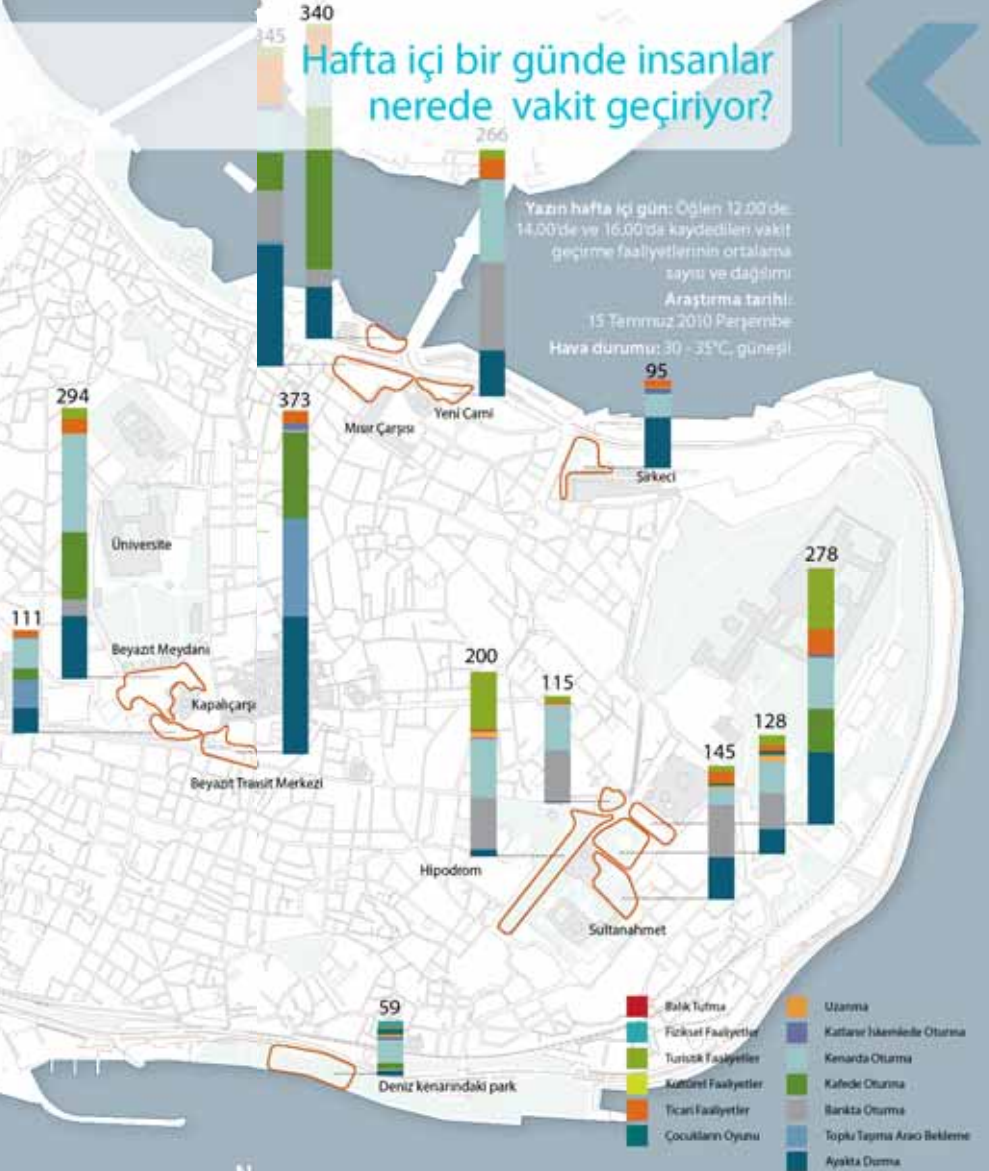 340
345
Hafta içi bir günde insanlar
nerede vakit geçiriyor?
266
Yazın hafta içi gün: Öğlen 12.00'de,
14.00'de ve 16.00'da kaydedilen vakit
geçirme faaliyetlerinin ortalama
sayısı ve dağılımı
Araştırma tarihi:
15 Temmuz 2010 Perşembe
Hava durumu: 30 - 35°C, güneşli
95
294
373
Mısır Çarşısı
Yeni Cami
Sirkeci
Üniversite
278
111
Beyazıt Meydanı
200
Kapalıçarşı
115
128
145
Beyazıt Transit Merkezi
Hipodrom
Sultanahmet
59
Deniz kenarındaki park
Balık Tutma
Fiziksel Faaliyetler
Turistik Faaliyetler
Kültürel Faaliyetler
Ticari Faaliyetler
Çocukların Oyunu
Uzanma
Katlanır İskemlede Oturma
Kenarda Oturma
Kafede Oturma
Bankta Oturma
Toplu Taşıma Aracı Bekleme
Ayakta Durma
N